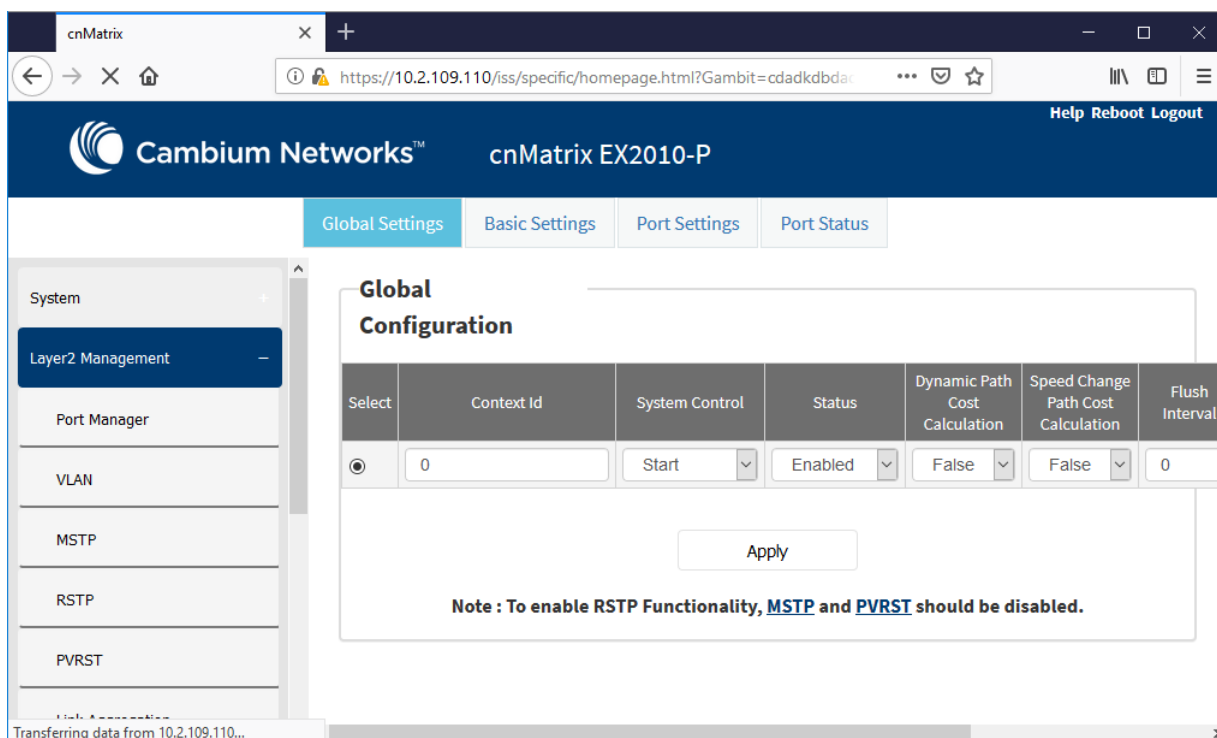 cnMatrix
https://10.2.109.110/iss/specific/homepage.html?Gambit=cdadkdbdac
Help Reboot Logout
Cambium Networks™ cnMatrix EX2010-P
Global Settings Basic Settings Port Settings Port Status
System
Layer2 Management
Port Manager
VLAN
MSTP
RSTP
PVRST
Link Aggregation
Transferring data from 10.2.109.110...
Global
Configuration
Select Context Id System Control Status Dynamic Path Cost Calculation Speed Change Path Cost Calculation Flush Interval
0 Start Enabled False False 0
Apply
Note : To enable RSTP Functionality, MSTP and PVRST should be disabled.